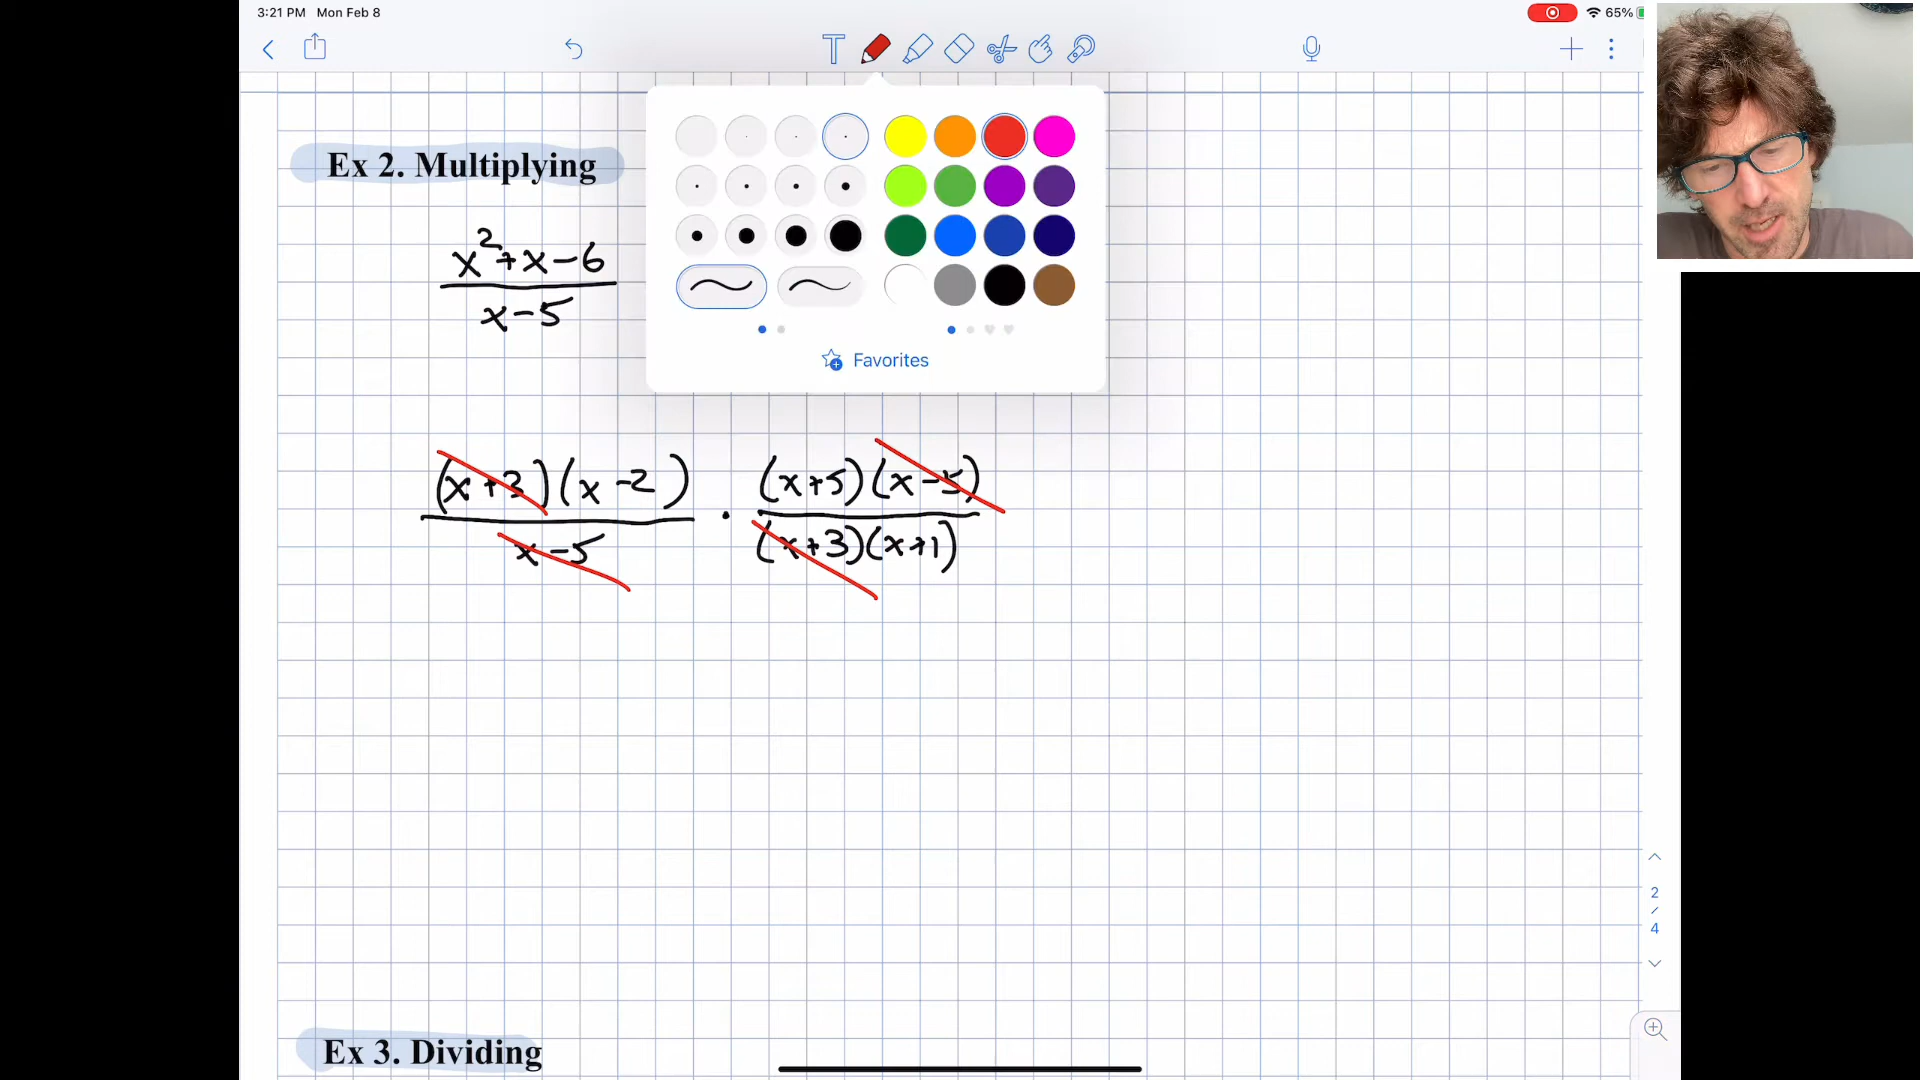 3:21 PM Mon Feb 8
65%
T
Ex 2. Multiplying
x²+x-6
x-5
Favorites
(x+3)(x-2) · (x+5)(x-5)
x-5 (x+3)(x+1)
2
/
4
Ex 3. Dividing